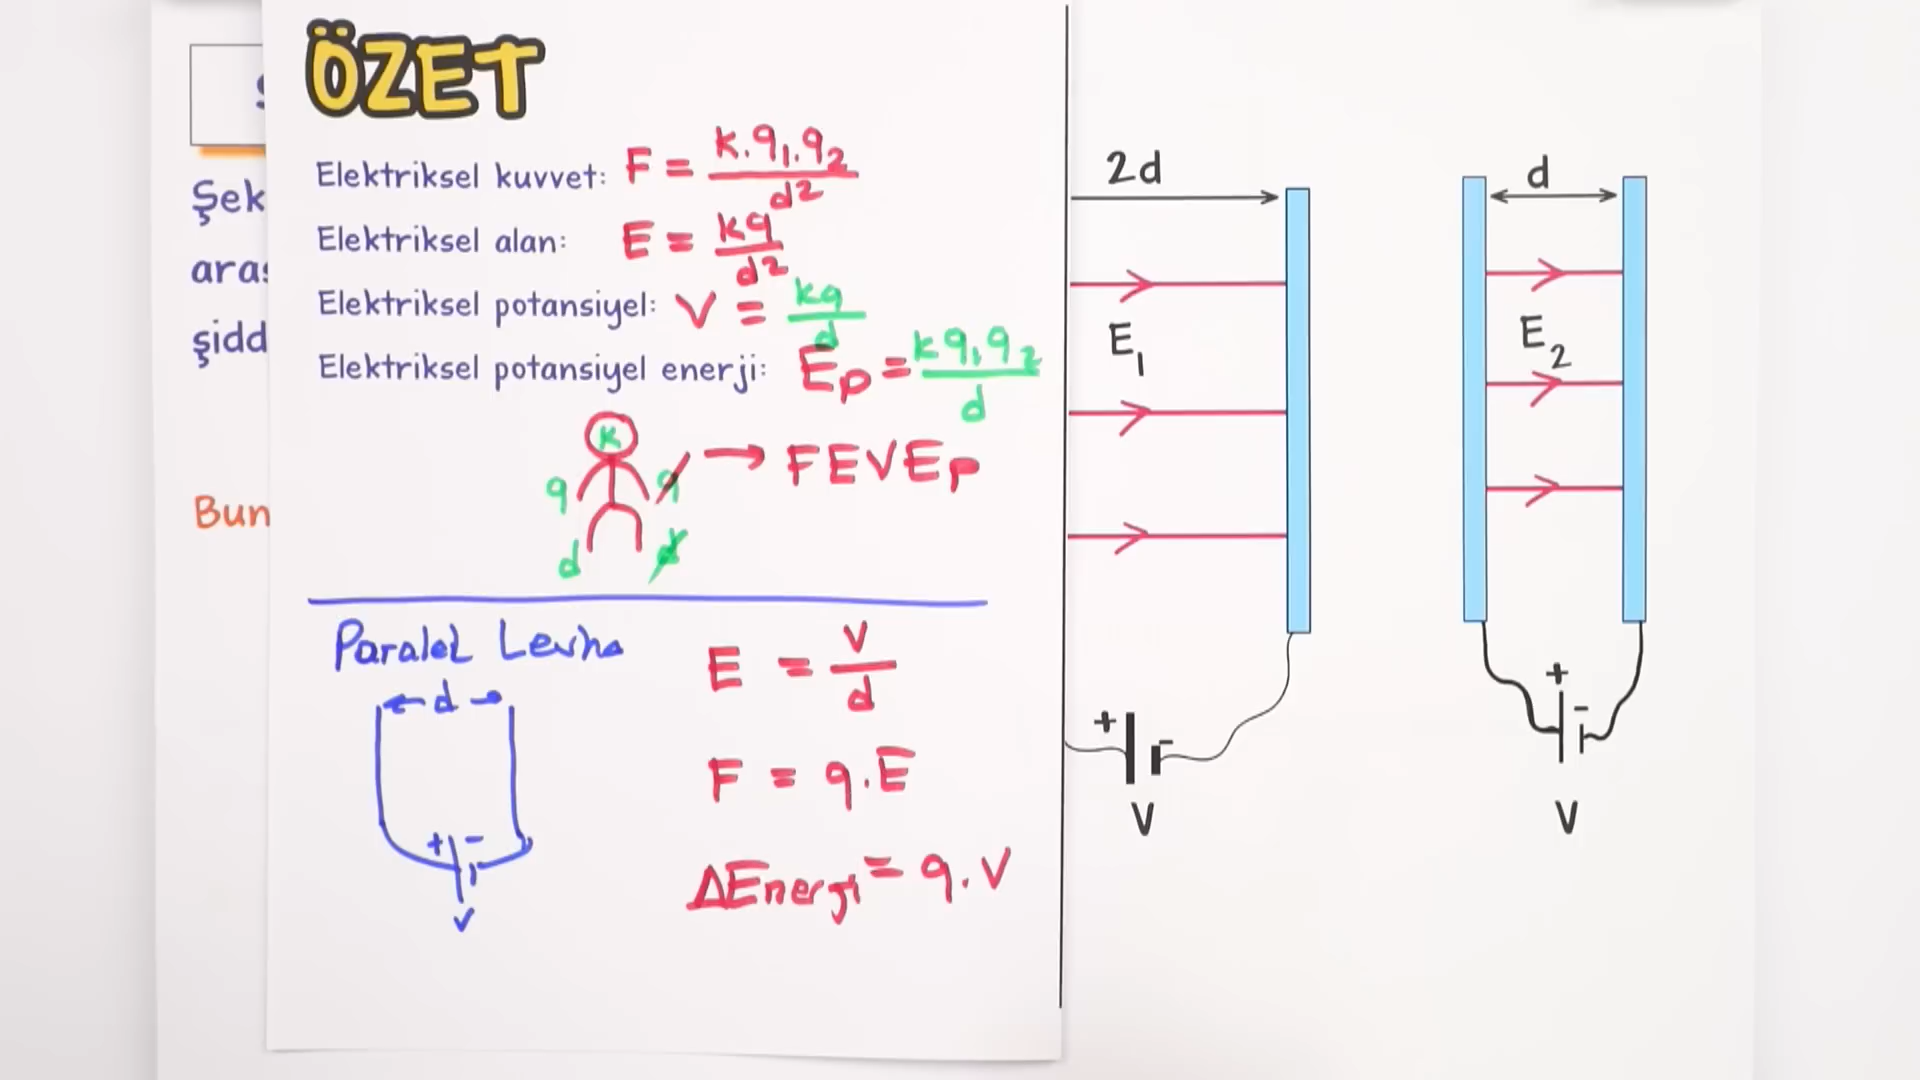 ÖZET
Elektriksel kuvvet: F = k.q₁.q₂ / d²
Elektriksel alan: E = kq / d²
Elektriksel potansiyel: V = kq / d
Elektriksel potansiyel enerji: Ep = kq₁q₂ / d
k
q q → FEVEp
d d
Paralel Levha
d
+ -
V
E = V / d
F = q.E
ΔEnerji = q.V
Şek
şidd
Bun
2d
E₁
+ -
V
d
E₂
+ -
V